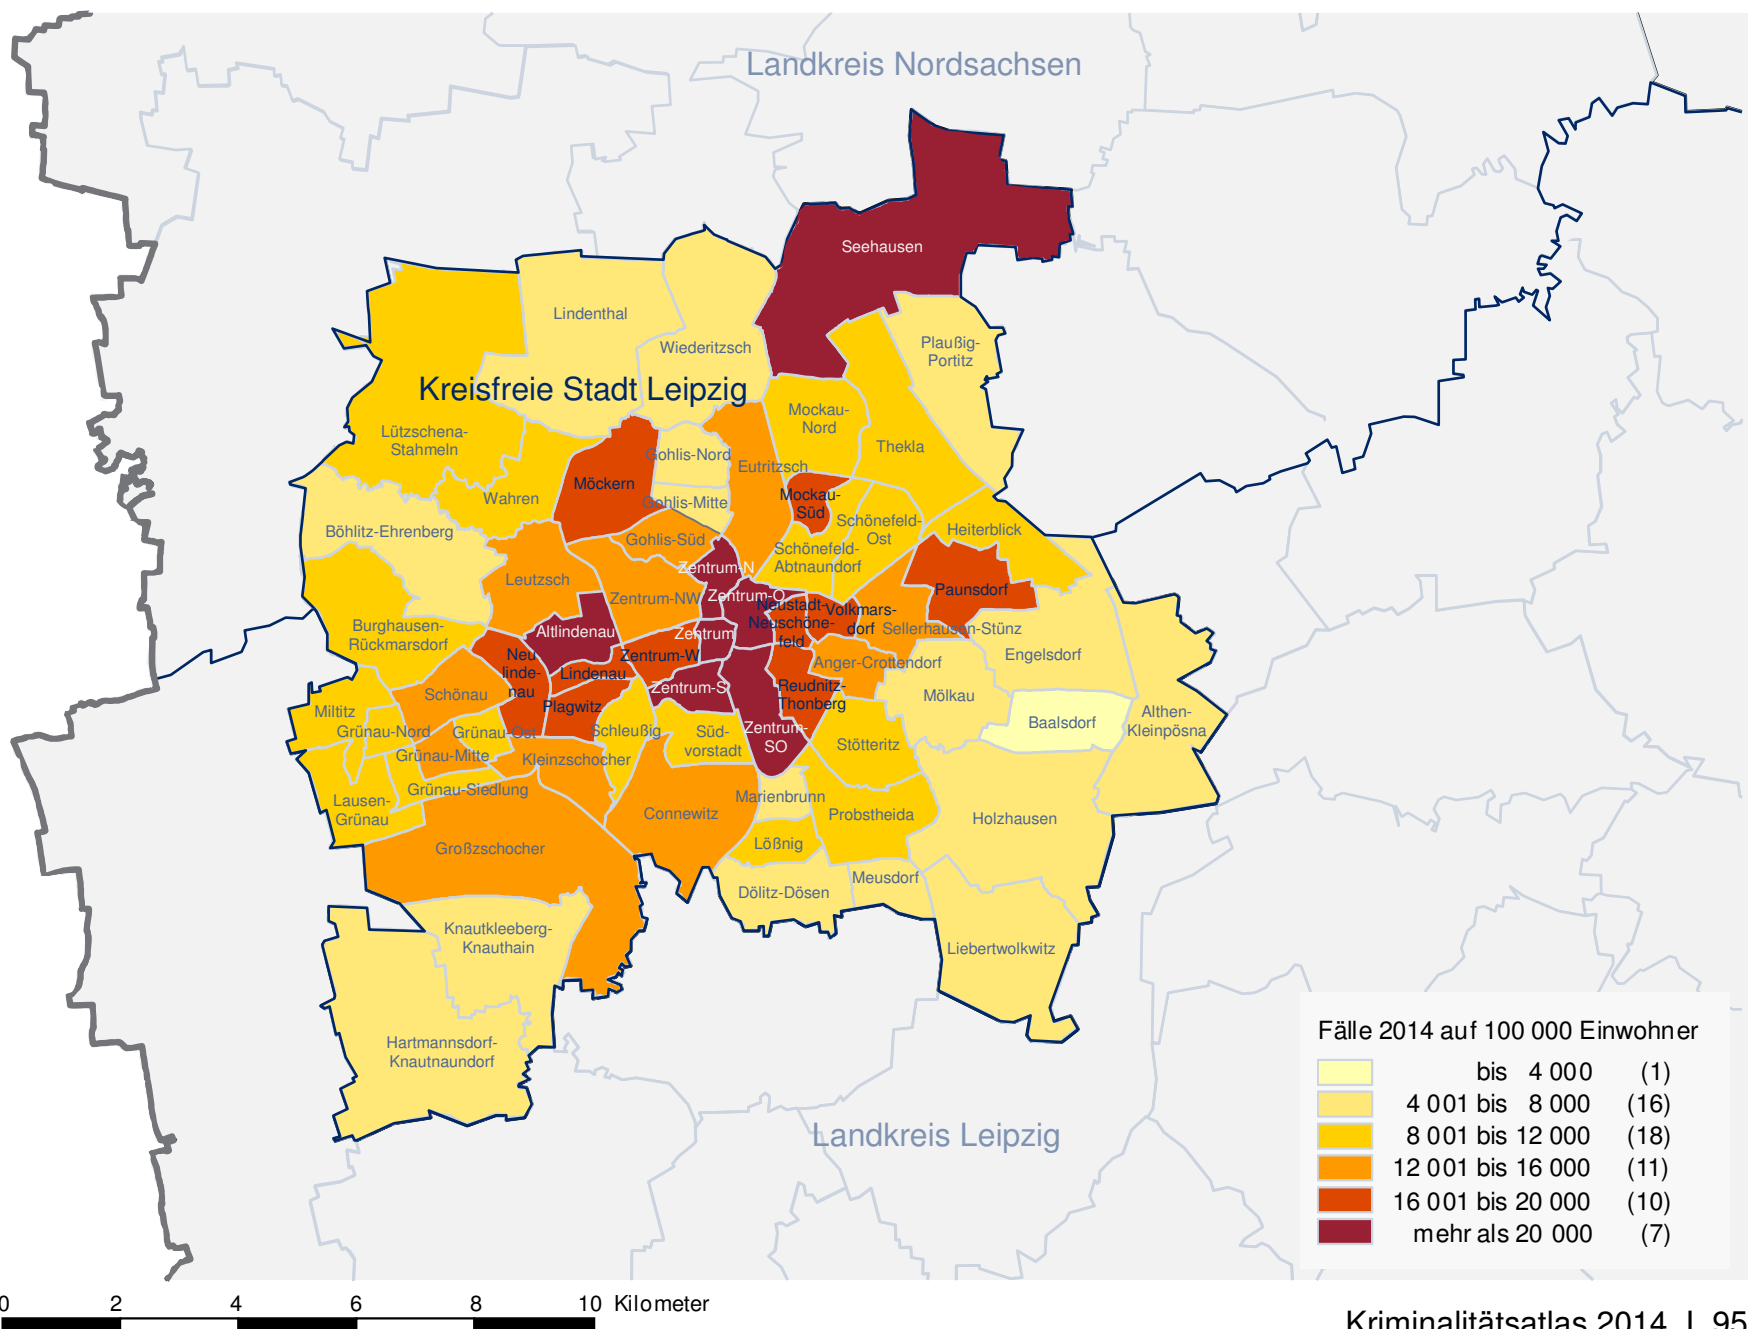 Landkreis Nordsachsen
Seehausen
Lindenthal
Wiederitzsch
Plaußig-
Portitz
Kreisfreie Stadt Leipzig
Mockau-
Nord
Lützschena-
Stahmeln
Thekla
Gohlis-Nord
Eutritzsch
Möckern
Wahren
Gohlis-Mitte
Mockau-
Süd
Schönefeld-
Ost
Heiterblick
Böhlitz-Ehrenberg
Gohlis-Süd
Schönefeld-
Abtnaundorf
Zentrum-N
Leutzsch
Zentrum-NW
Zentrum-O
Paunsdorf
Neustadt-
Neuschöne-
feld
Volkmars-
dorf
Sellerhausen-Stünz
Burghausen-
Rückmarsdorf
Altlindenau
Zentrum
Zentrum-W
Neu
linde-
nau
Lindenau
Anger-Crottendorf
Engelsdorf
Schönau
Zentrum-S
Reudnitz-
Thonberg
Mölkau
Plagwitz
Miltitz
Grünau-Nord
Grünau-Ost
Schleußig
Süd-
vorstadt
Zentrum-
SO
Stötteritz
Baalsdorf
Althen-
Kleinpösna
Grünau-Mitte
Kleinzschocher
Grünau-Siedlung
Lausen-
Grünau
Marienbrunn
Connewitz
Probstheida
Holzhausen
Großzschocher
Lößnig
Dölitz-Dösen
Meusdorf
Knautkleeberg-
Knauthain
Liebertwolkwitz
Hartmannsdorf-
Knautnaundorf
Landkreis Leipzig
Fälle 2014 auf 100 000 Einwohner
bis 4 000 (1)
4 001 bis 8 000 (16)
8 001 bis 12 000 (18)
12 001 bis 16 000 (11)
16 001 bis 20 000 (10)
mehr als 20 000 (7)
0 2 4 6 8 10 Kilometer
Kriminalitätsatlas 2014 | 95